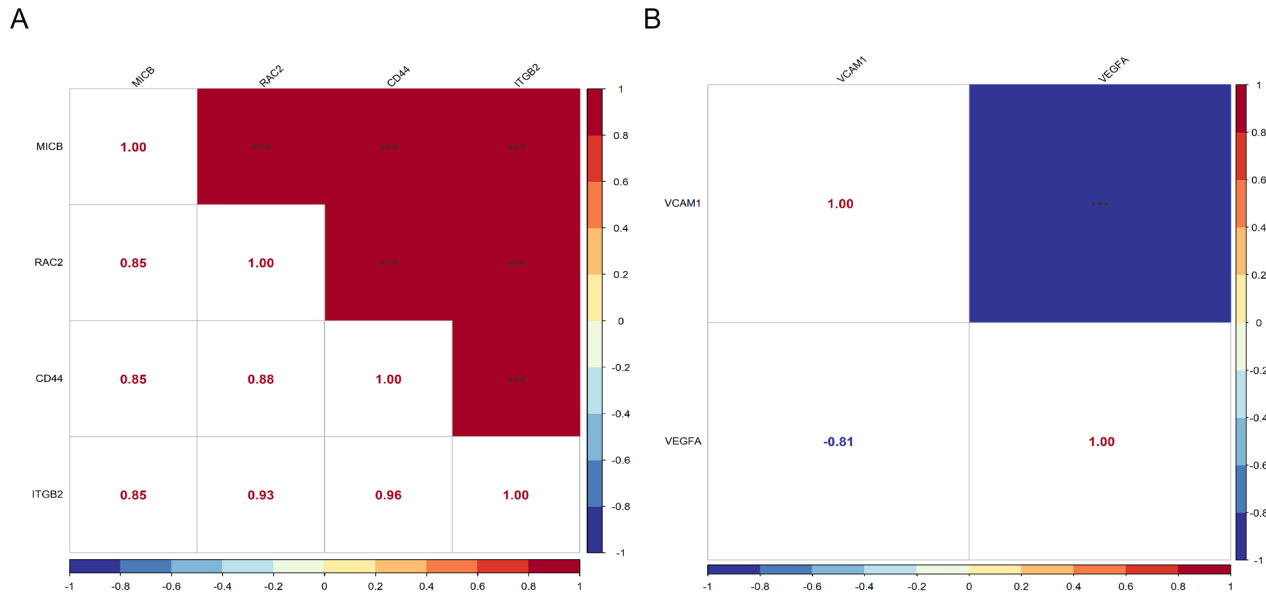 A
B
MICB RAC2 CD44 ITGB2
MICB 1.00 *** *** ***
RAC2 0.85 1.00 *** ***
CD44 0.85 0.88 1.00 ***
ITGB2 0.85 0.93 0.96 1.00
1
0.8
0.6
0.4
0.2
0
-0.2
-0.4
-0.6
-0.8
-1
-1 -0.8 -0.6 -0.4 -0.2 0 0.2 0.4 0.6 0.8 1
VCAM1 VEGFA
VCAM1 1.00 ***
VEGFA -0.81 1.00
1
0.8
0.6
0.4
0.2
0
-0.2
-0.4
-0.6
-0.8
-1
-1 -0.8 -0.6 -0.4 -0.2 0 0.2 0.4 0.6 0.8 1